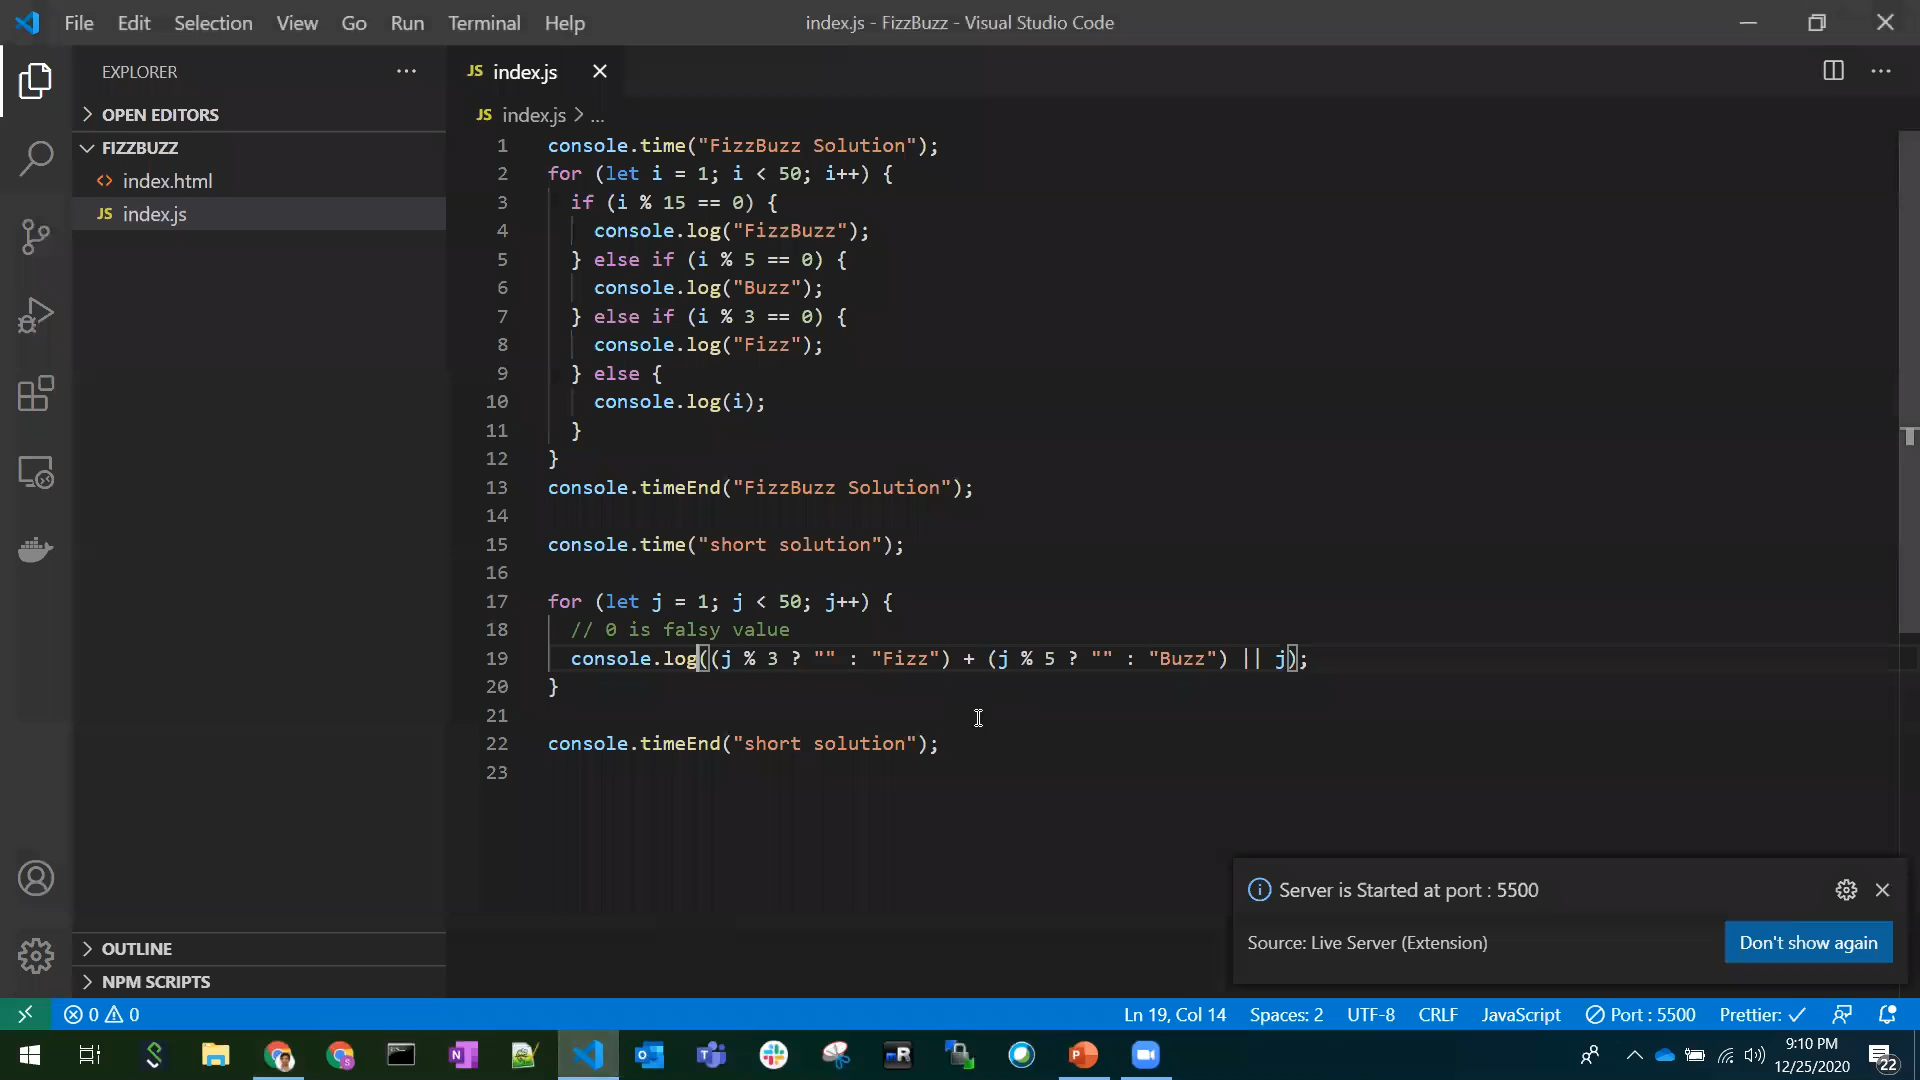 File Edit Selection View Go Run Terminal Help index.js - FizzBuzz - Visual Studio Code
EXPLORER ...
OPEN EDITORS
FIZZBUZZ
index.html
JS index.js
OUTLINE
NPM SCRIPTS
JS index.js
JS index.js > ...
1 console.time("FizzBuzz Solution");
2 for (let i = 1; i < 50; i++) {
3 if (i % 15 == 0) {
4 console.log("FizzBuzz");
5 } else if (i % 5 == 0) {
6 console.log("Buzz");
7 } else if (i % 3 == 0) {
8 console.log("Fizz");
9 } else {
10 console.log(i);
11 }
12 }
13 console.timeEnd("FizzBuzz Solution");
14
15 console.time("short solution");
16
17 for (let j = 1; j < 50; j++) {
18 // 0 is falsy value
19 console.log((j % 3 ? "" : "Fizz") + (j % 5 ? "" : "Buzz") || j);
20 }
21
22 console.timeEnd("short solution");
23
Server is Started at port : 5500
Source: Live Server (Extension) Don't show again
0 0 Ln 19, Col 14 Spaces: 2 UTF-8 CRLF JavaScript Port : 5500 Prettier: ✓
9:10 PM
12/25/2020
22